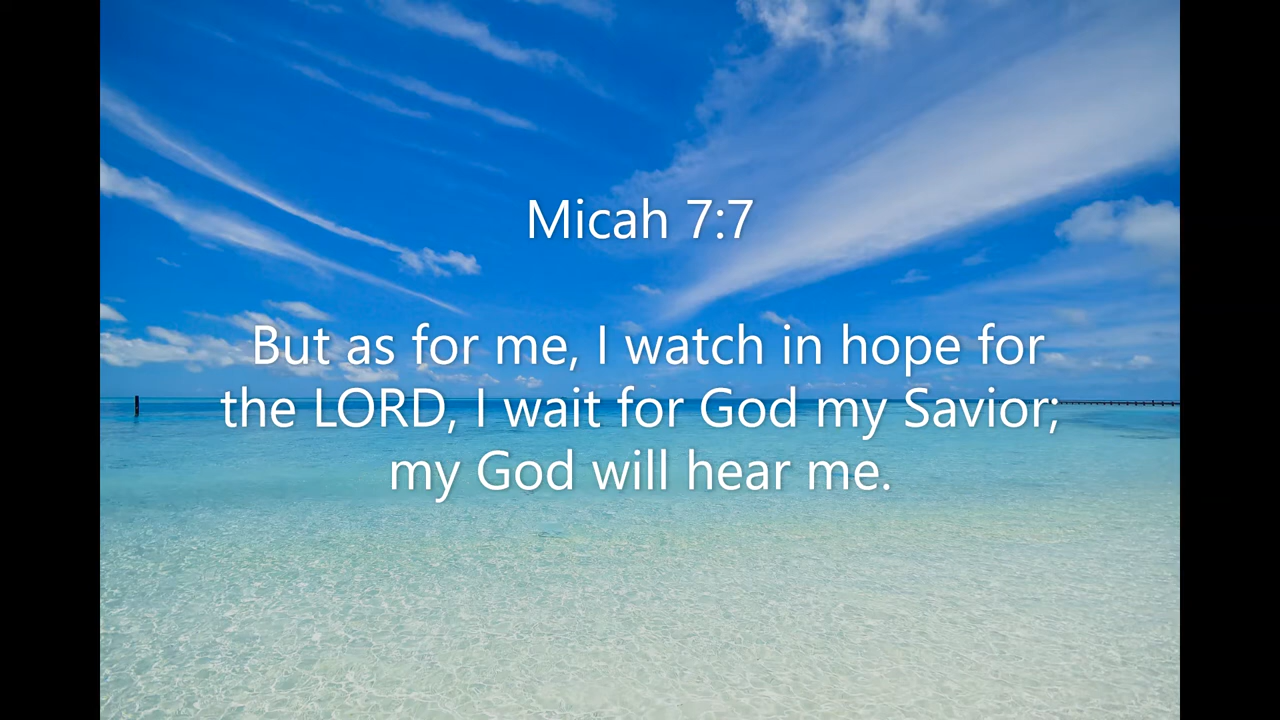 Micah 7:7
But as for me, I watch in hope for
the LORD, I wait for God my Savior;
my God will hear me.